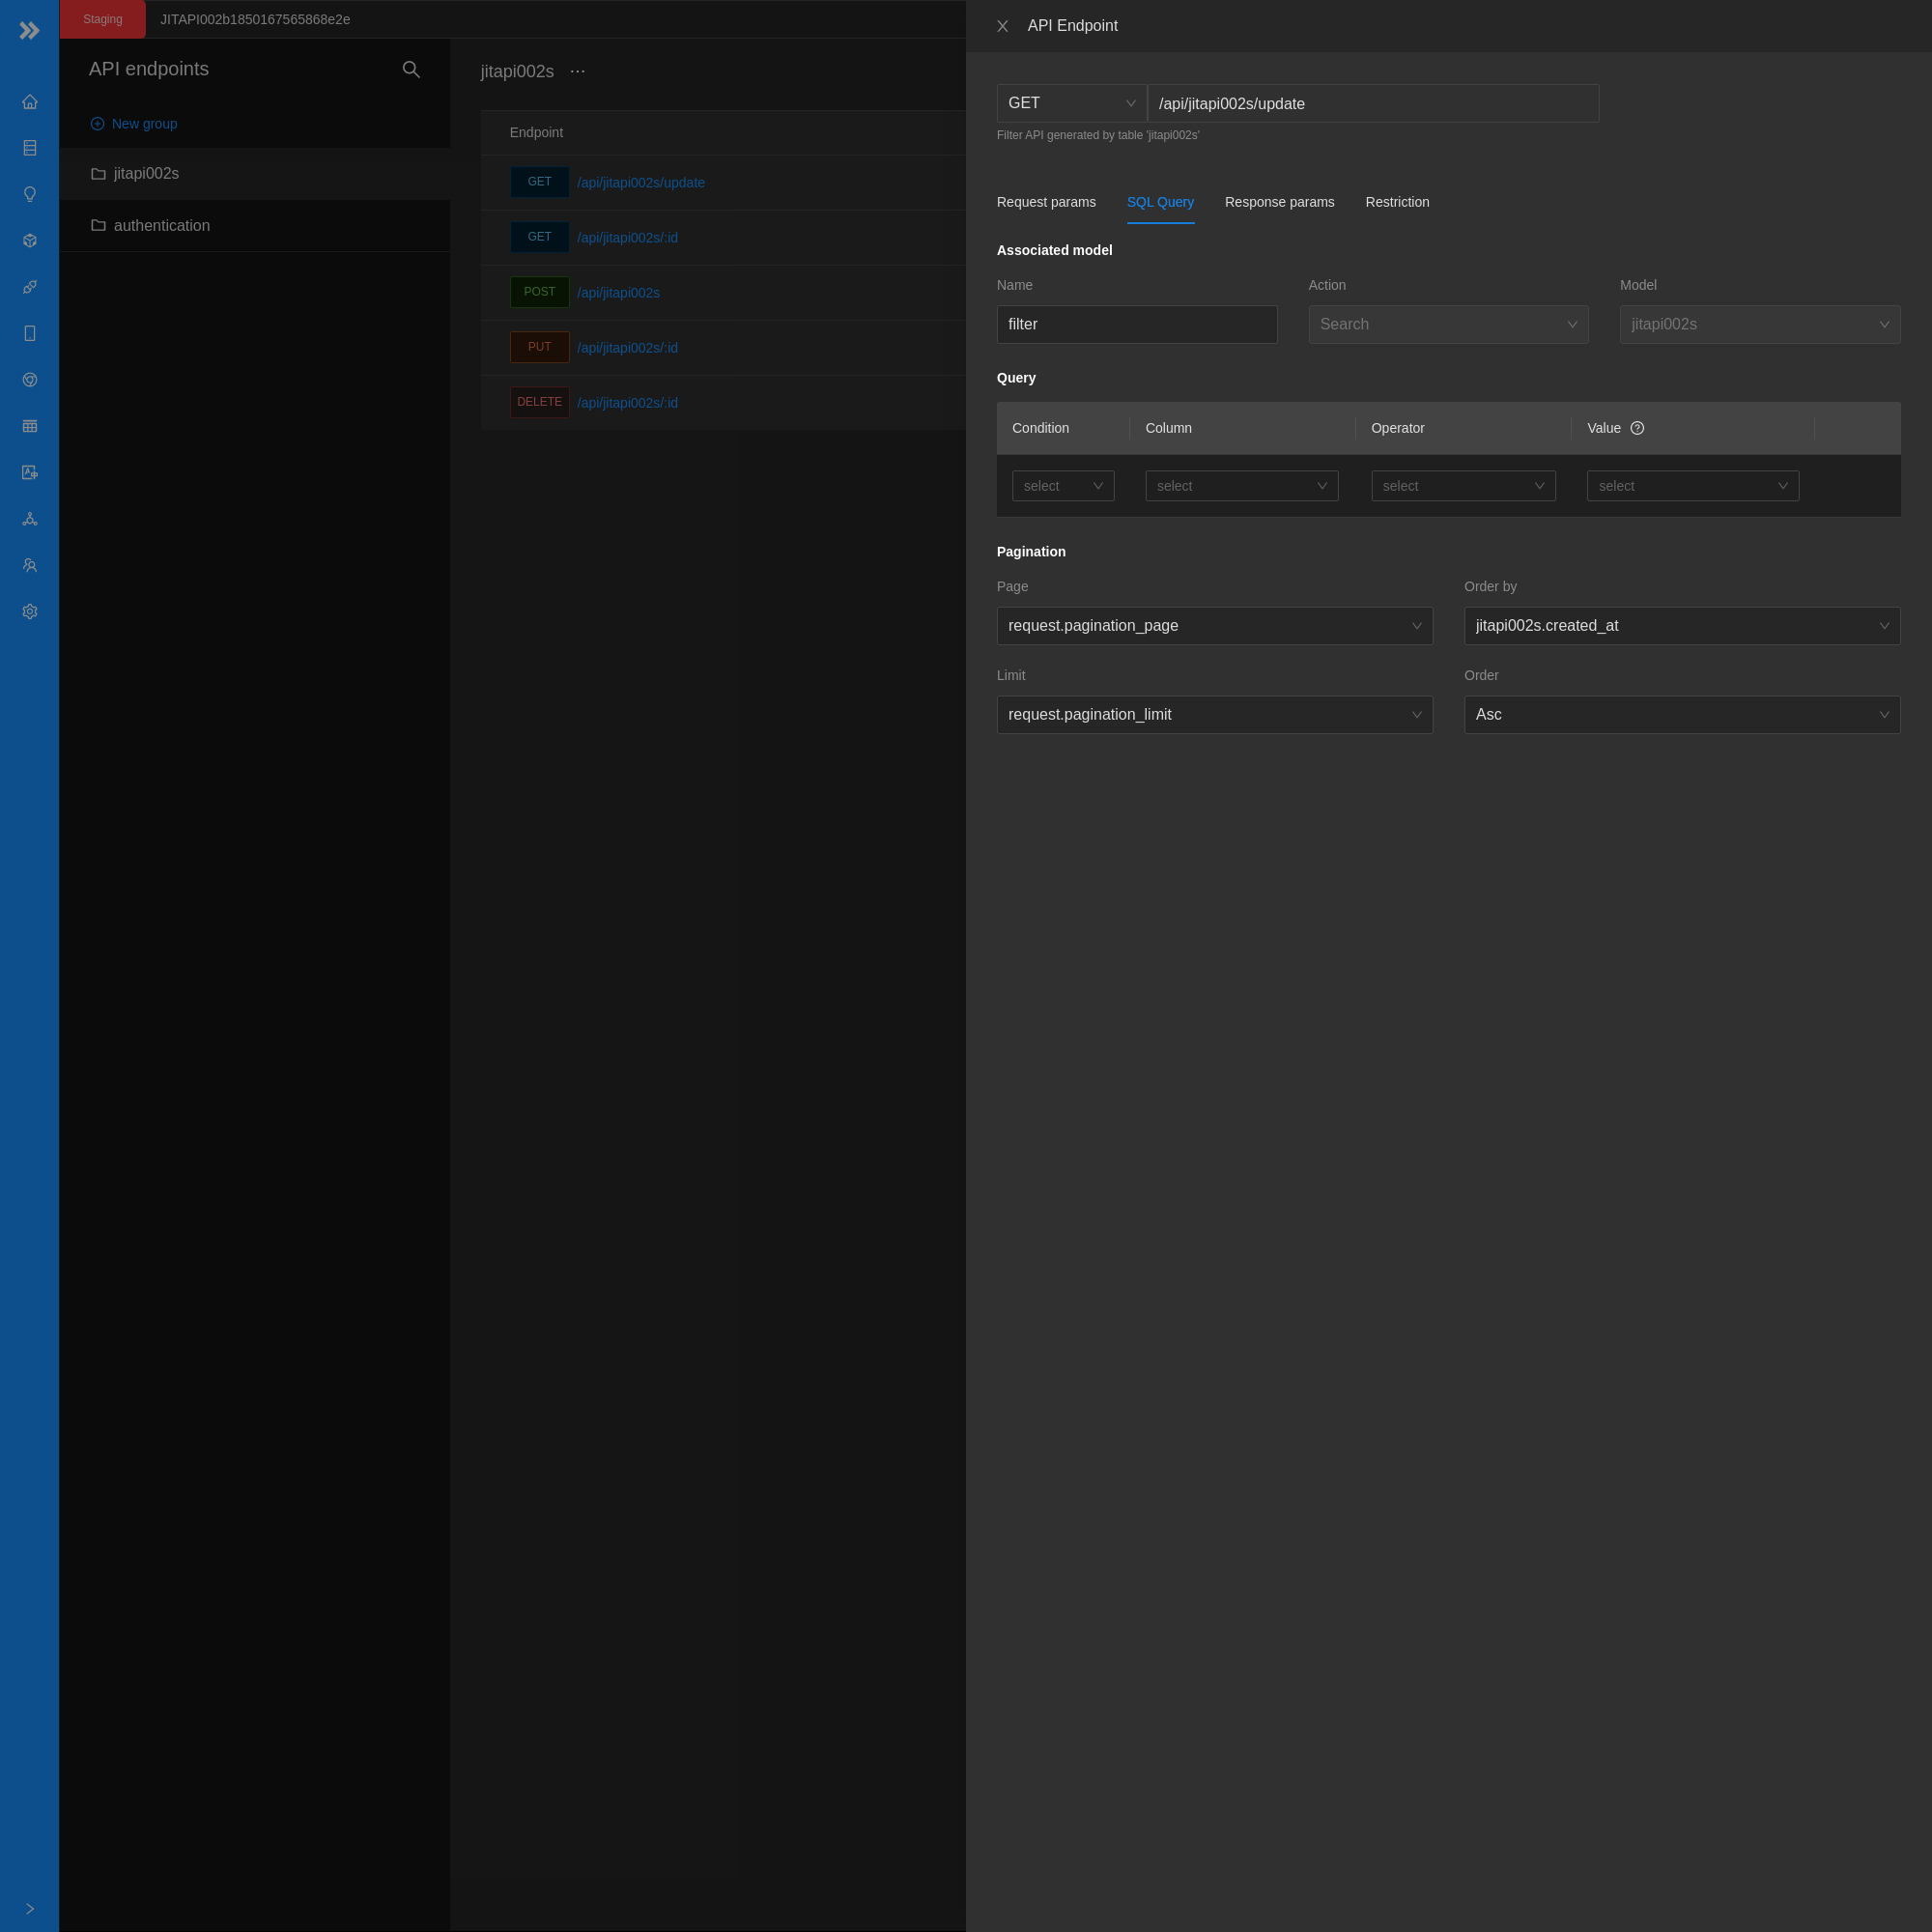 Staging JITAPI002b1850167565868e2e
API endpoints
New group
jitapi002s
authentication
jitapi002s ···
Endpoint
GET /api/jitapi002s/update
GET /api/jitapi002s/:id
POST /api/jitapi002s
PUT /api/jitapi002s/:id
DELETE /api/jitapi002s/:id
API Endpoint
GET /api/jitapi002s/update
Filter API generated by table 'jitapi002s'
Request params SQL Query Response params Restriction
Associated model
Name Action Model
filter Search jitapi002s
Query
Condition Column Operator Value
select select select select
Pagination
Page Order by
request.pagination_page jitapi002s.created_at
Limit Order
request.pagination_limit Asc